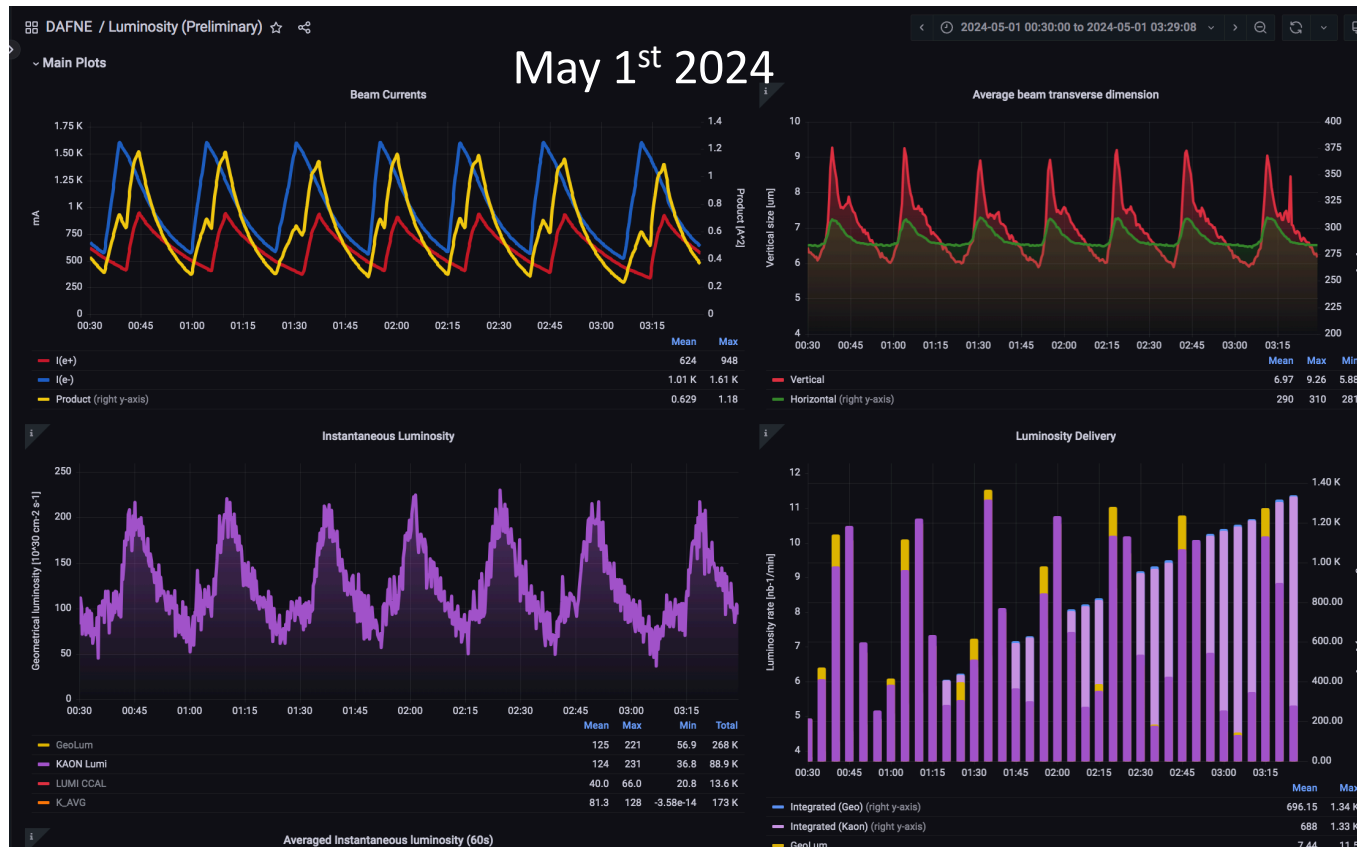 DAFNE / Luminosity (Preliminary)
2024-05-01 00:30:00 to 2024-05-01 03:29:08
Main Plots
May 1st 2024
Beam Currents
1.75 K
1.50 K
1.25 K
1 K
750
500
250
0
mA
1.4
1.2
1
0.8
0.6
0.4
0.2
0
Product [A^2]
00:30 00:45 01:00 01:15 01:30 01:45 02:00 02:15 02:30 02:45 03:00 03:15
Mean Max
I(e+) 624 948
I(e-) 1.01 K 1.61 K
Product (right y-axis) 0.629 1.18
i
Average beam transverse dimension
10
9
8
7
6
5
4
Veritical size [um]
400
375
350
325
300
275
250
225
200
00:30 00:45 01:00 01:15 01:30 01:45 02:00 02:15 02:30 02:45 03:00 03:15
Mean Max Min
Vertical 6.97 9.26 5.88
Horizontal (right y-axis) 290 310 281
i
Instantaneous Luminosity
250
200
150
100
50
0
Geometrical luminosity [10^30 cm-2 s-1]
00:30 00:45 01:00 01:15 01:30 01:45 02:00 02:15 02:30 02:45 03:00 03:15
Mean Max Min Total
GeoLum 125 221 56.9 268 K
KAON Lumi 124 231 36.8 88.9 K
LUMI CCAL 40.0 66.0 20.8 13.6 K
K_AVG 81.3 128 -3.58e-14 173 K
i
Luminosity Delivery
12
11
10
9
8
7
6
5
4
Luminosity rate [nb-1/min]
1.40 K
1.20 K
1.00 K
800.00
600.00
400.00
200.00
0.00
00:30 00:45 01:00 01:15 01:30 01:45 02:00 02:15 02:30 02:45 03:00 03:15
Mean Max
Integrated (Geo) (right y-axis) 696.15 1.34 K
Integrated (Kaon) (right y-axis) 688 1.33 K
GeoLum 7.44 11.5
i
Averaged Instantaneous luminosity (60s)